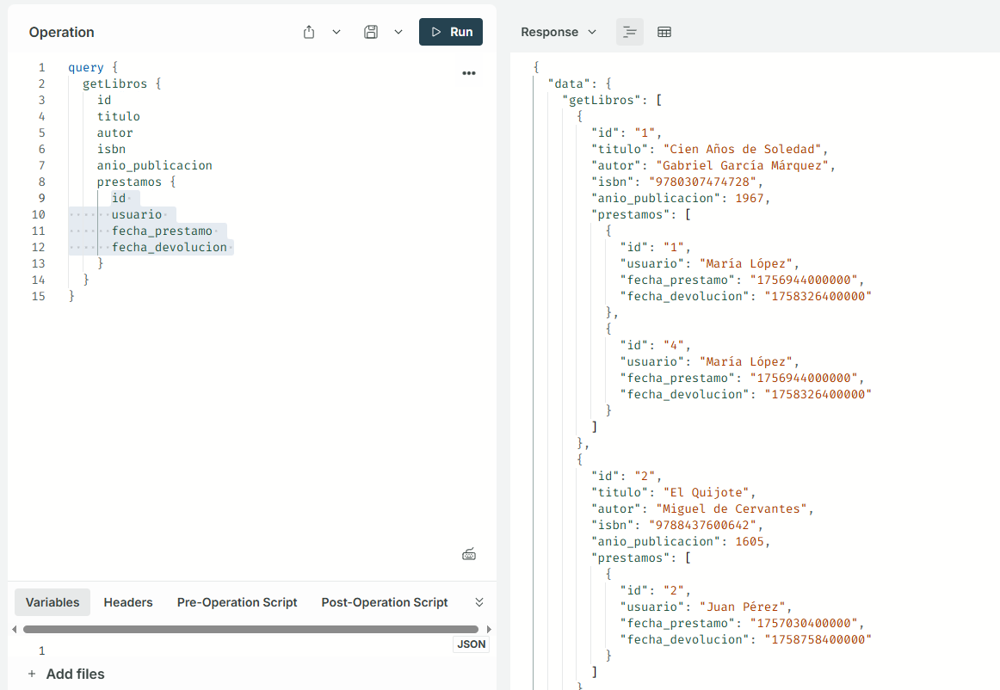 Operation
Run
1 query {
2 getLibros {
3 id
4 titulo
5 autor
6 isbn
7 anio_publicacion
8 prestamos {
9 id
10 usuario
11 fecha_prestamo
12 fecha_devolucion
13 }
14 }
15 }
Variables Headers Pre-Operation Script Post-Operation Script
1
JSON
+ Add files
Response
{
"data": {
"getLibros": [
{
"id": "1",
"titulo": "Cien Años de Soledad",
"autor": "Gabriel García Márquez",
"isbn": "9780307474728",
"anio_publicacion": 1967,
"prestamos": [
{
"id": "1",
"usuario": "María López",
"fecha_prestamo": "1756944000000",
"fecha_devolucion": "1758326400000"
},
{
"id": "4",
"usuario": "María López",
"fecha_prestamo": "1756944000000",
"fecha_devolucion": "1758326400000"
}
]
},
{
"id": "2",
"titulo": "El Quijote",
"autor": "Miguel de Cervantes",
"isbn": "9788437600642",
"anio_publicacion": 1605,
"prestamos": [
{
"id": "2",
"usuario": "Juan Pérez",
"fecha_prestamo": "1757030400000",
"fecha_devolucion": "1758758400000"
}
]
}